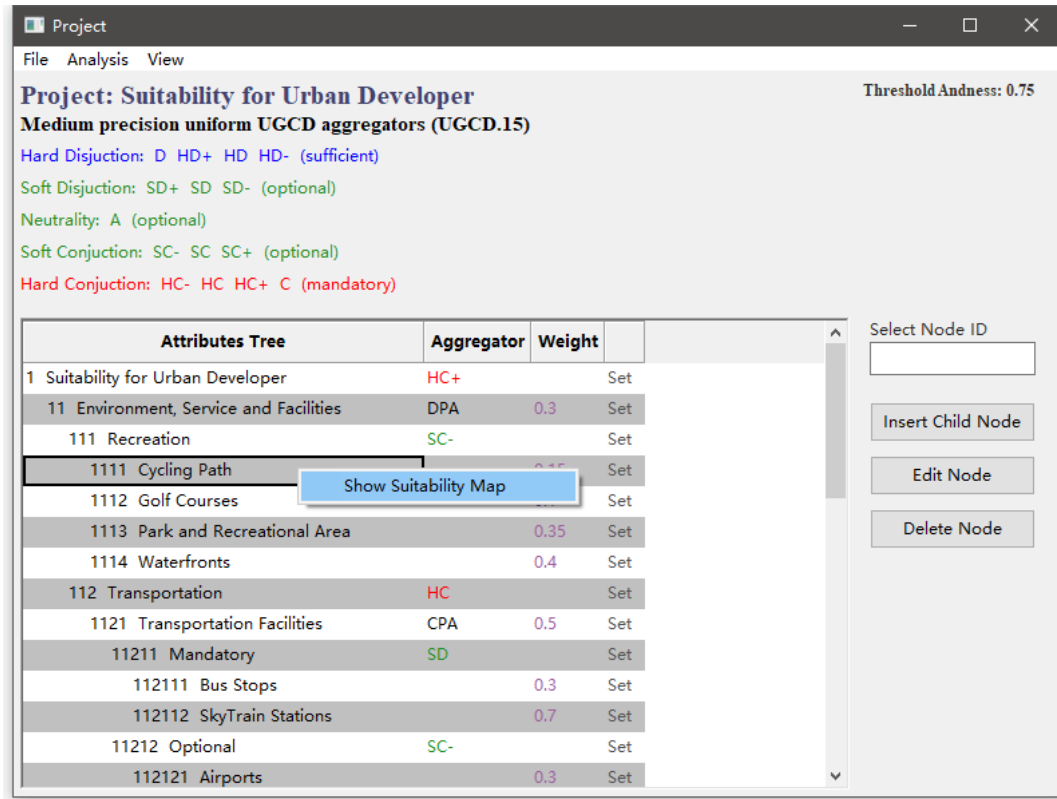 Project
File Analysis View
Project: Suitability for Urban Developer
Threshold Andness: 0.75
Medium precision uniform UGCD aggregators (UGCD.15)
Hard Disjuction: D HD+ HD HD- (sufficient)
Soft Disjuction: SD+ SD SD- (optional)
Neutrality: A (optional)
Soft Conjuction: SC- SC SC+ (optional)
Hard Conjuction: HC- HC HC+ C (mandatory)
Attributes Tree Aggregator Weight
1 Suitability for Urban Developer HC+ Set
11 Environment, Service and Facilities DPA 0.3 Set
111 Recreation SC- Set
1111 Cycling Path Set
Show Suitability Map
1112 Golf Courses Set
1113 Park and Recreational Area 0.35 Set
1114 Waterfronts 0.4 Set
112 Transportation HC Set
1121 Transportation Facilities CPA 0.5 Set
11211 Mandatory SD Set
112111 Bus Stops 0.3 Set
112112 SkyTrain Stations 0.7 Set
11212 Optional SC- Set
112121 Airports 0.3 Set
Select Node ID
Insert Child Node
Edit Node
Delete Node